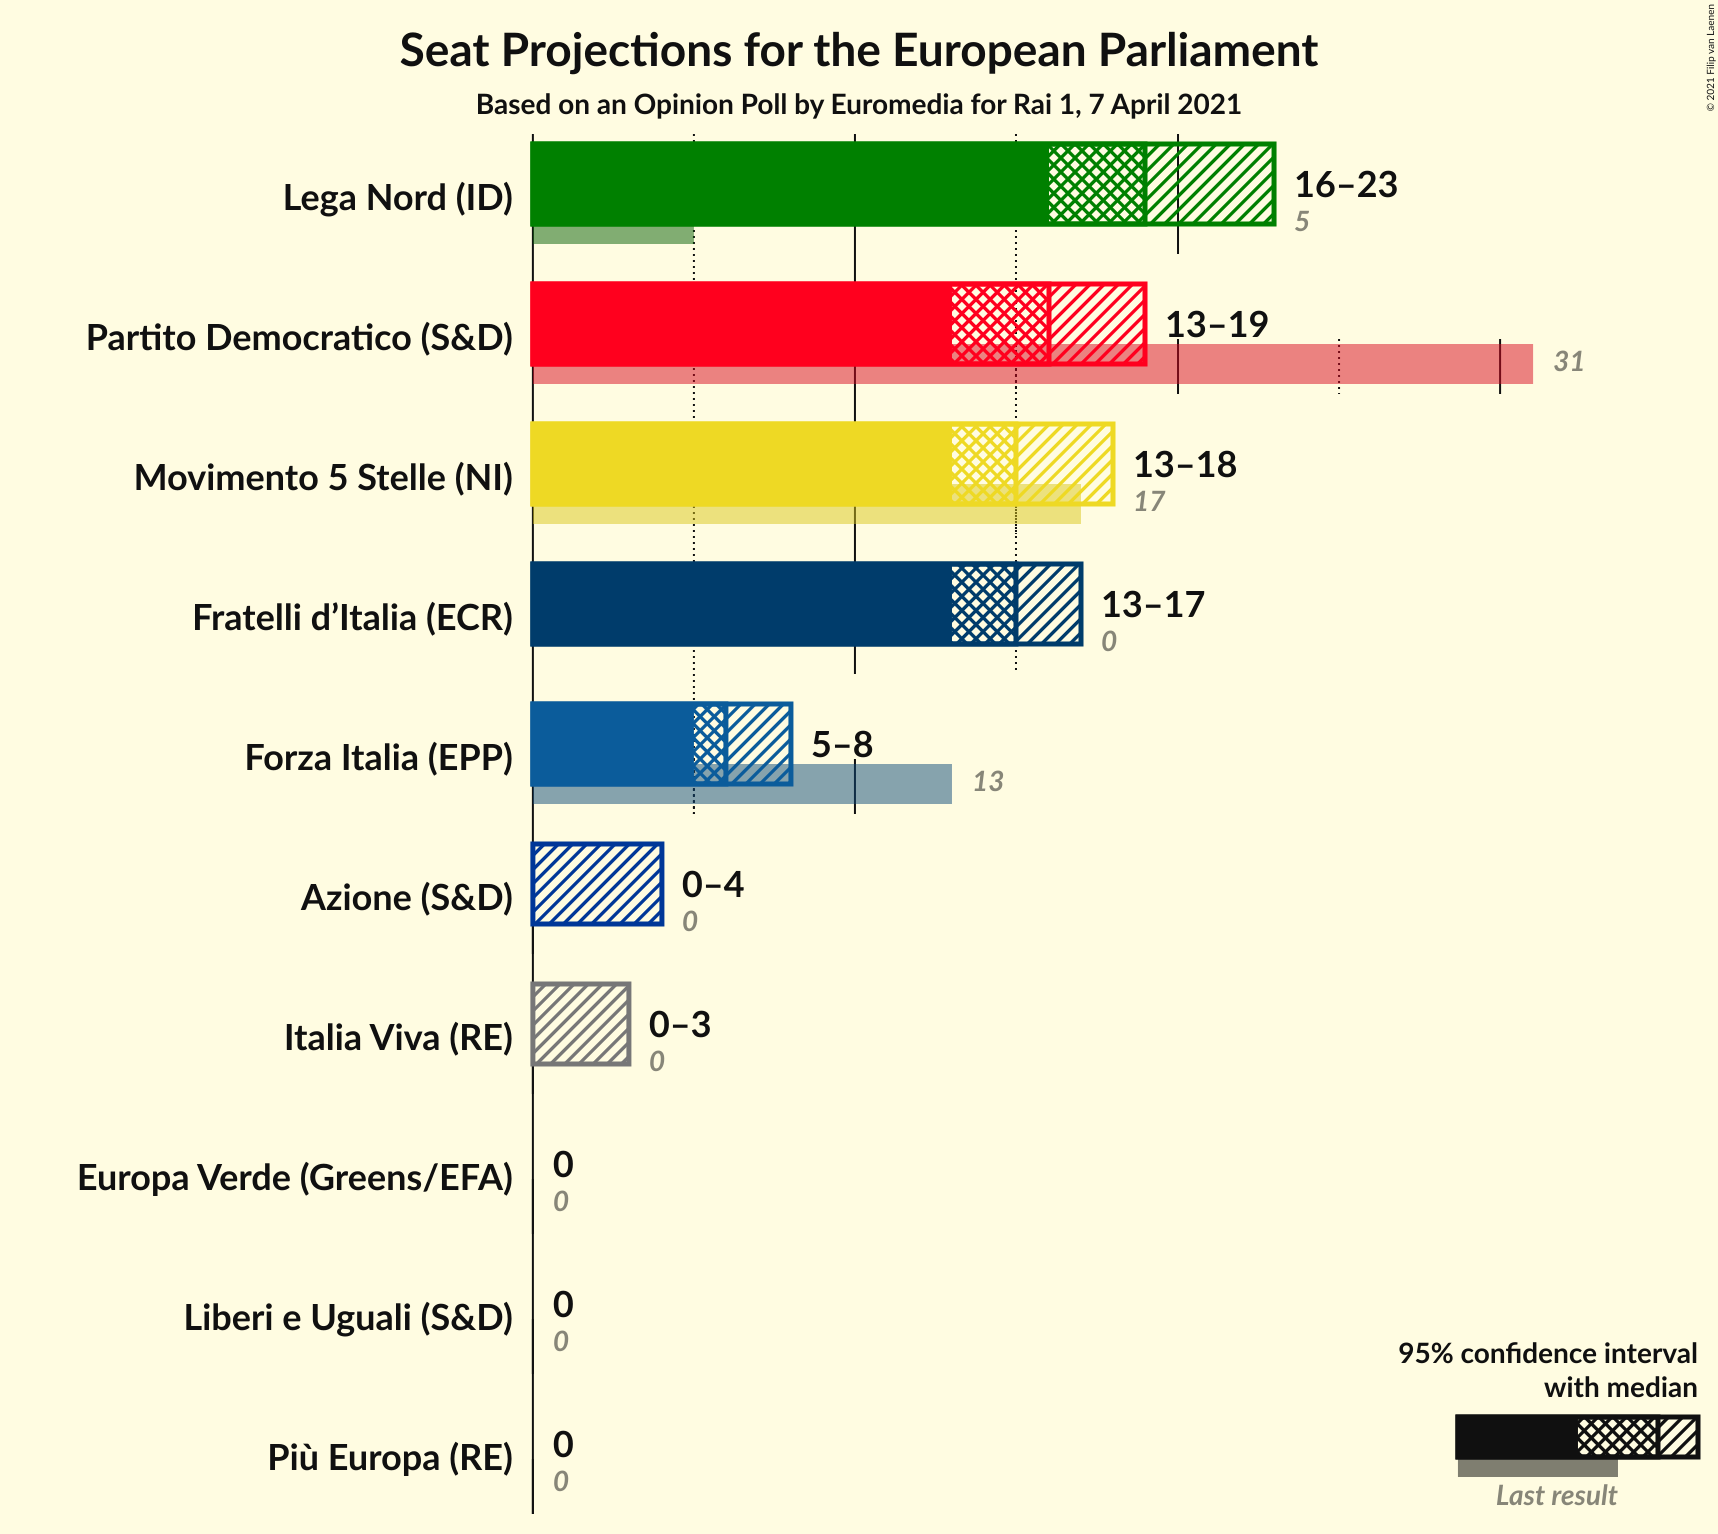 Seat Projections for the European Parliament
Based on an Opinion Poll by Euromedia for Rai 1, 7 April 2021
© 2021 Filip van Laenen
Lega Nord (ID)
16–23
5
Partito Democratico (S&D)
13–19
31
Movimento 5 Stelle (NI)
13–18
17
Fratelli d’Italia (ECR)
13–17
0
Forza Italia (EPP)
5–8
13
Azione (S&D)
0–4
0
Italia Viva (RE)
0–3
0
Europa Verde (Greens/EFA)
0
0
Liberi e Uguali (S&D)
0
0
Più Europa (RE)
0
0
95% confidence interval
with median
Last result